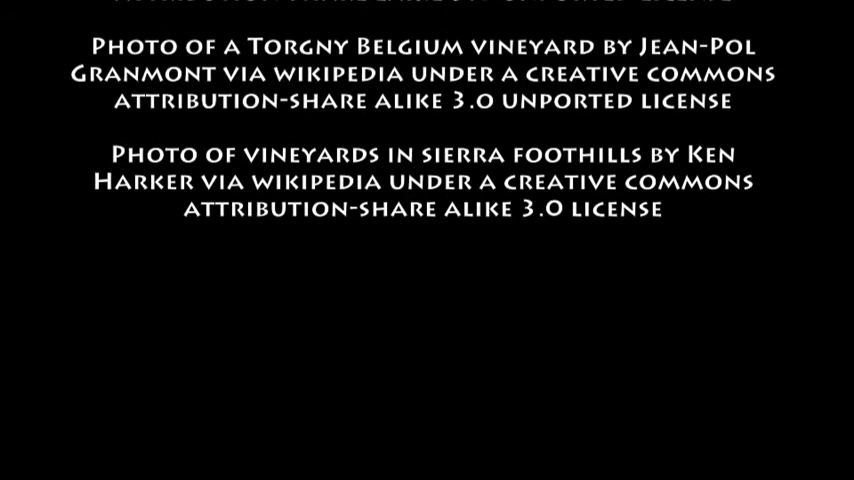 Photo of a Torgny Belgium vineyard by Jean-Pol
Granmont via wikipedia under a creative commons
attribution-share alike 3.0 unported license
Photo of vineyards in sierra foothills by Ken
Harker via wikipedia under a creative commons
attribution-share alike 3.0 license